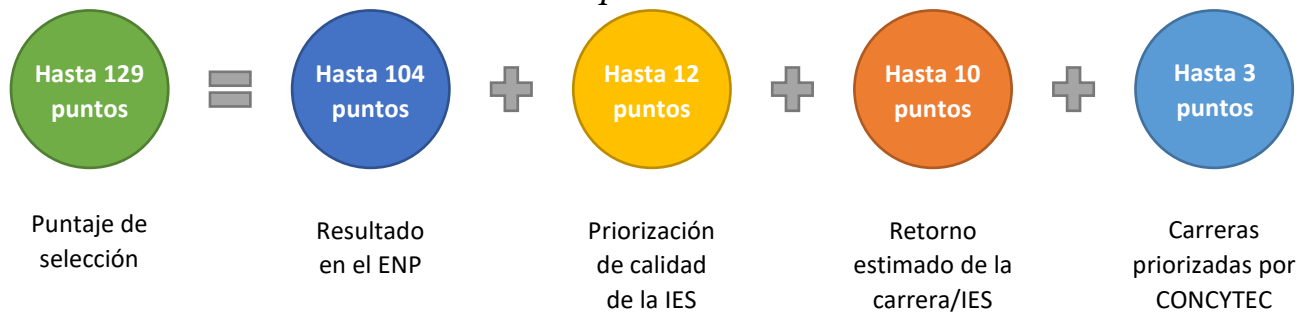 Hasta 129
puntos
Hasta 104
puntos
Hasta 12
puntos
Hasta 10
puntos
Hasta 3
puntos
Puntaje de
selección
Resultado
en el ENP
Priorización
de calidad
de la IES
Retorno
estimado de la
carrera/IES
Carreras
priorizadas por
CONCYTEC